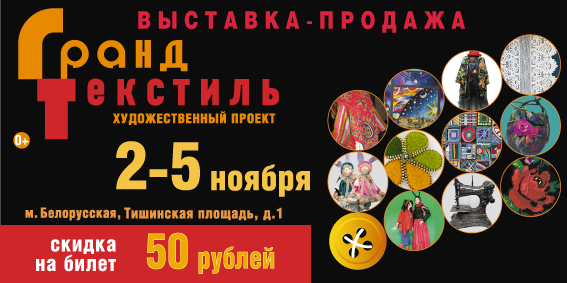 ВЫСТАВКА-ПРОДАЖА
Гранд
Текстиль
ХУДОЖЕСТВЕННЫЙ ПРОЕКТ
0+
2-5 ноября
м. Белорусская, Тишинская площадь, д.1
скидка
на билет
50 рублей